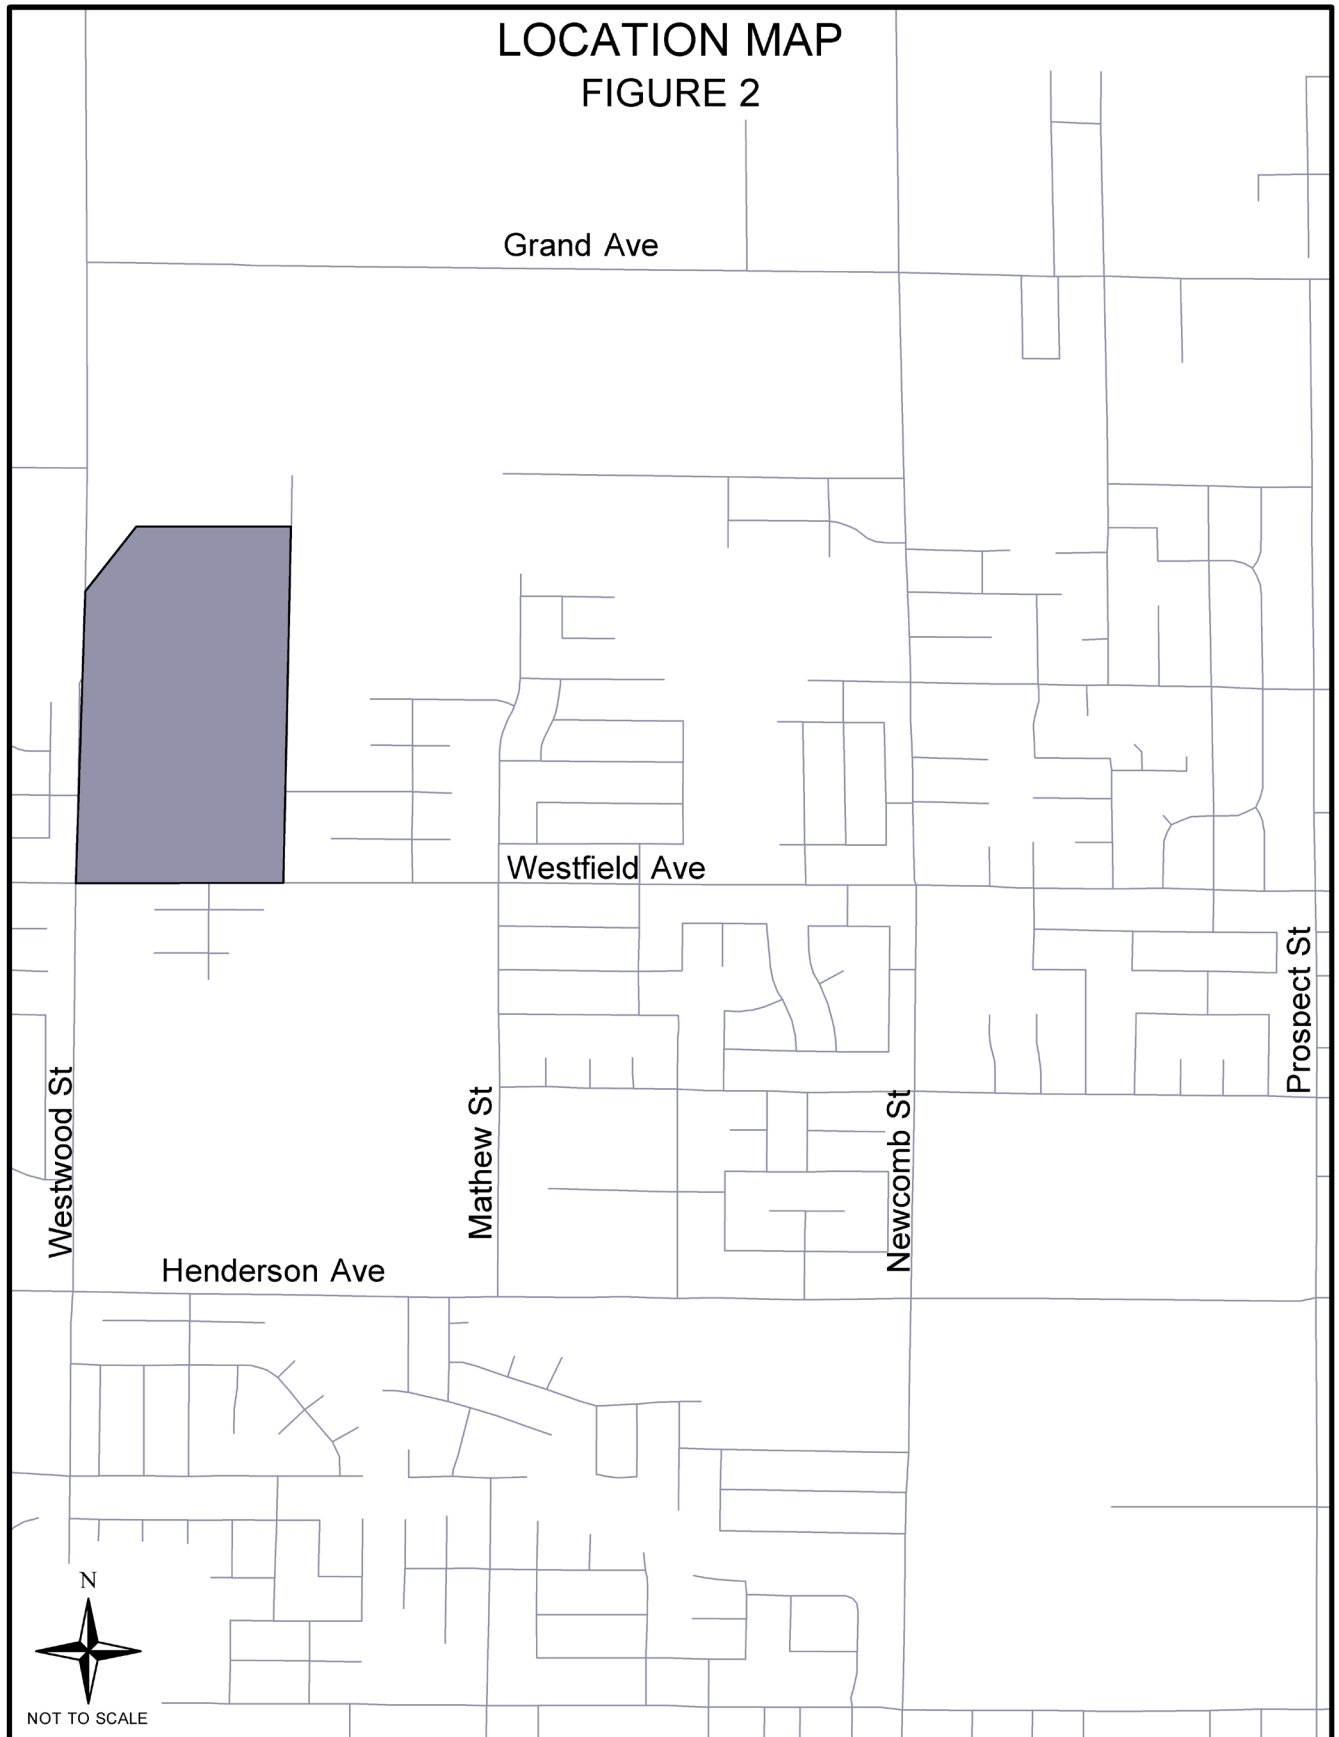 LOCATION MAP
FIGURE 2
Grand Ave
Westfield Ave
Prospect St
Westwood St
Mathew St
Newcomb St
Henderson Ave
N
NOT TO SCALE